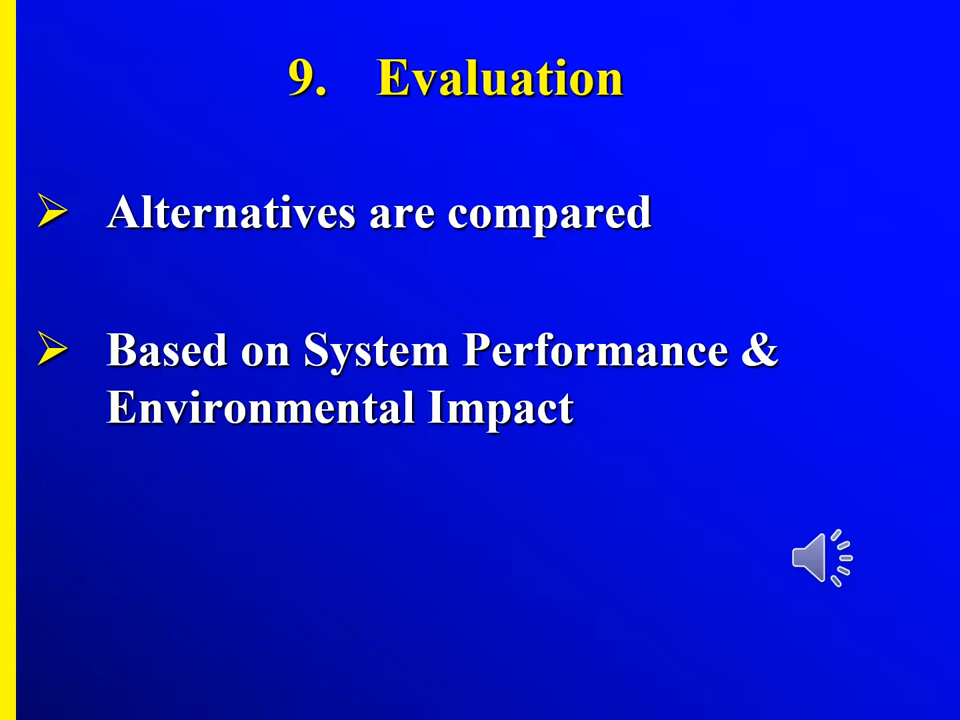 9. Evaluation
➢ Alternatives are compared
➢ Based on System Performance &
Environmental Impact